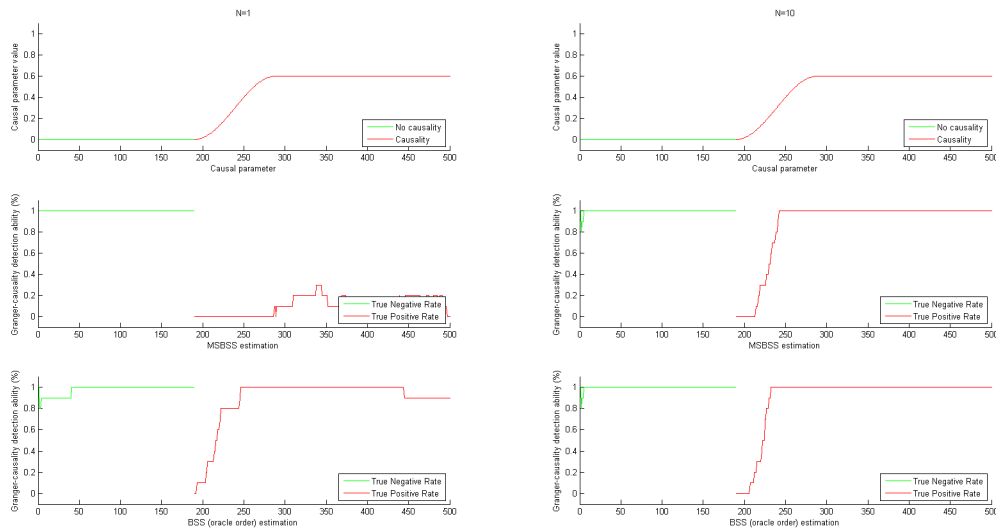 N=1
Causal parameter value
1
0.8
0.6
0.4
0.2
0
0 50 100 150 200 250 300 350 400 450 500
No causality
Causality
Causal parameter
N=10
Causal parameter value
1
0.8
0.6
0.4
0.2
0
0 50 100 150 200 250 300 350 400 450 500
No causality
Causality
Causal parameter
Granger-causality detection ability (%)
1
0.8
0.6
0.4
0.2
0
0 50 100 150 200 250 300 350 400 450 500
True Negative Rate
True Positive Rate
MSBSS estimation
Granger-causality detection ability (%)
1
0.8
0.6
0.4
0.2
0
0 50 100 150 200 250 300 350 400 450 500
True Negative Rate
True Positive Rate
MSBSS estimation
Granger-causality detection ability (%)
1
0.8
0.6
0.4
0.2
0
0 50 100 150 200 250 300 350 400 450 500
True Negative Rate
True Positive Rate
BSS (oracle order) estimation
Granger-causality detection ability (%)
1
0.8
0.6
0.4
0.2
0
0 50 100 150 200 250 300 350 400 450 500
True Negative Rate
True Positive Rate
BSS (oracle order) estimation